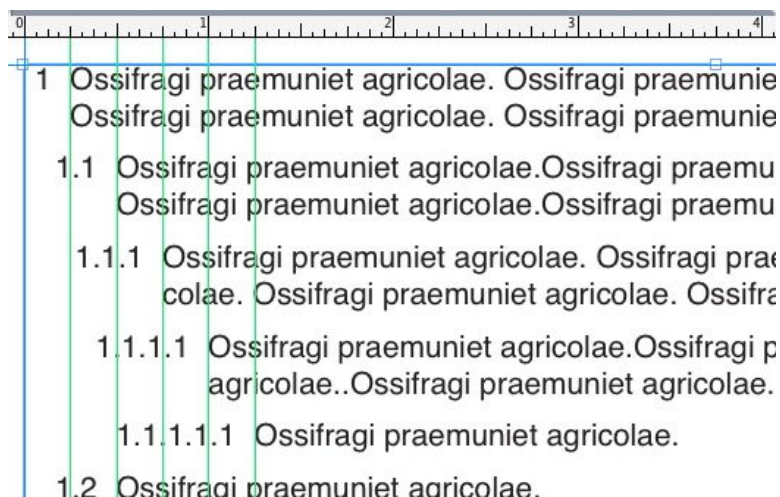 0 1 2 3 4
1 Ossifragi praemuniet agricolae. Ossifragi praemunie
Ossifragi praemuniet agricolae. Ossifragi praemunie
1.1 Ossifragi praemuniet agricolae.Ossifragi praemu
Ossifragi praemuniet agricolae.Ossifragi praemu
1.1.1 Ossifragi praemuniet agricolae. Ossifragi prae
colae. Ossifragi praemuniet agricolae. Ossifra
1.1.1.1 Ossifragi praemuniet agricolae.Ossifragi p
agricolae..Ossifragi praemuniet agricolae.
1.1.1.1.1 Ossifragi praemuniet agricolae.
1.2 Ossifragi praemuniet agricolae.